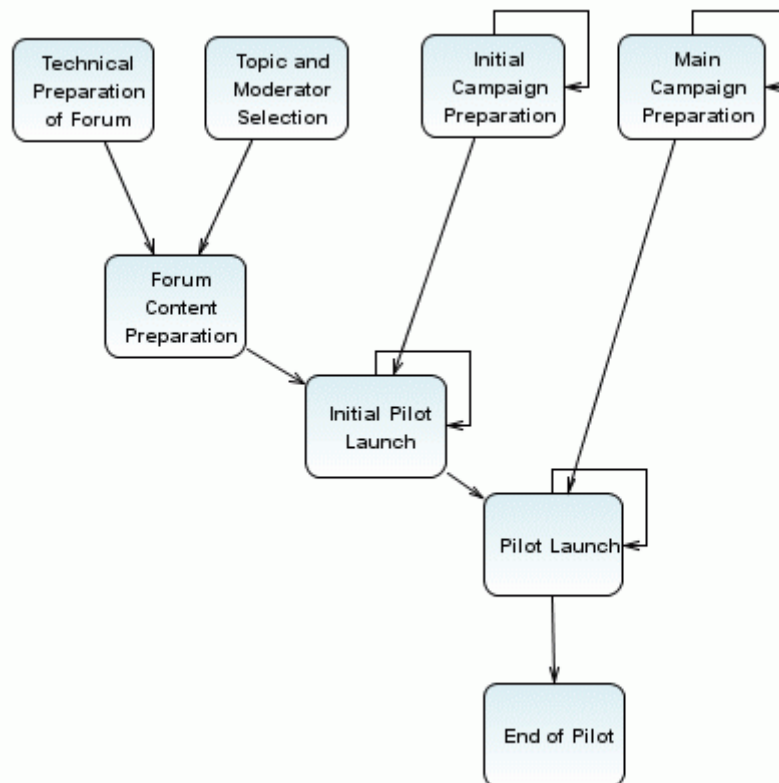 Technical
Preparation
of Forum
Topic and
Moderator
Selection
Initial
Campaign
Preparation
Main
Campaign
Preparation
Forum
Content
Preparation
Initial Pilot
Launch
Pilot Launch
End of Pilot